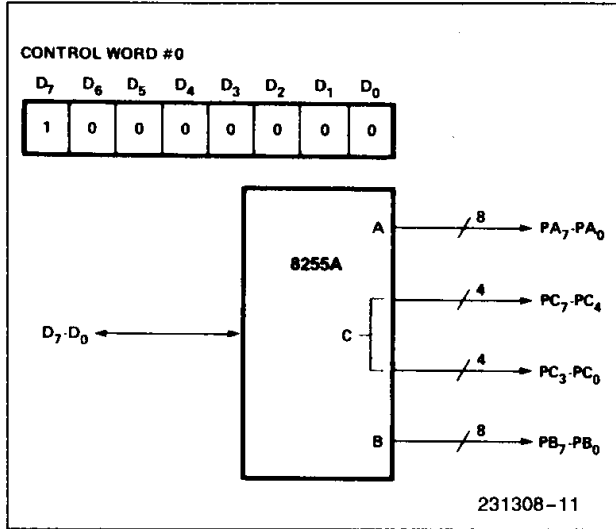 CONTROL WORD #0
D₇ D₆ D₅ D₄ D₃ D₂ D₁ D₀
1 0 0 0 0 0 0 0
A 8 PA₇-PA₀
8255A
4 PC₇-PC₄
D₇-D₀ C
4 PC₃-PC₀
B 8 PB₇-PB₀
231308-11